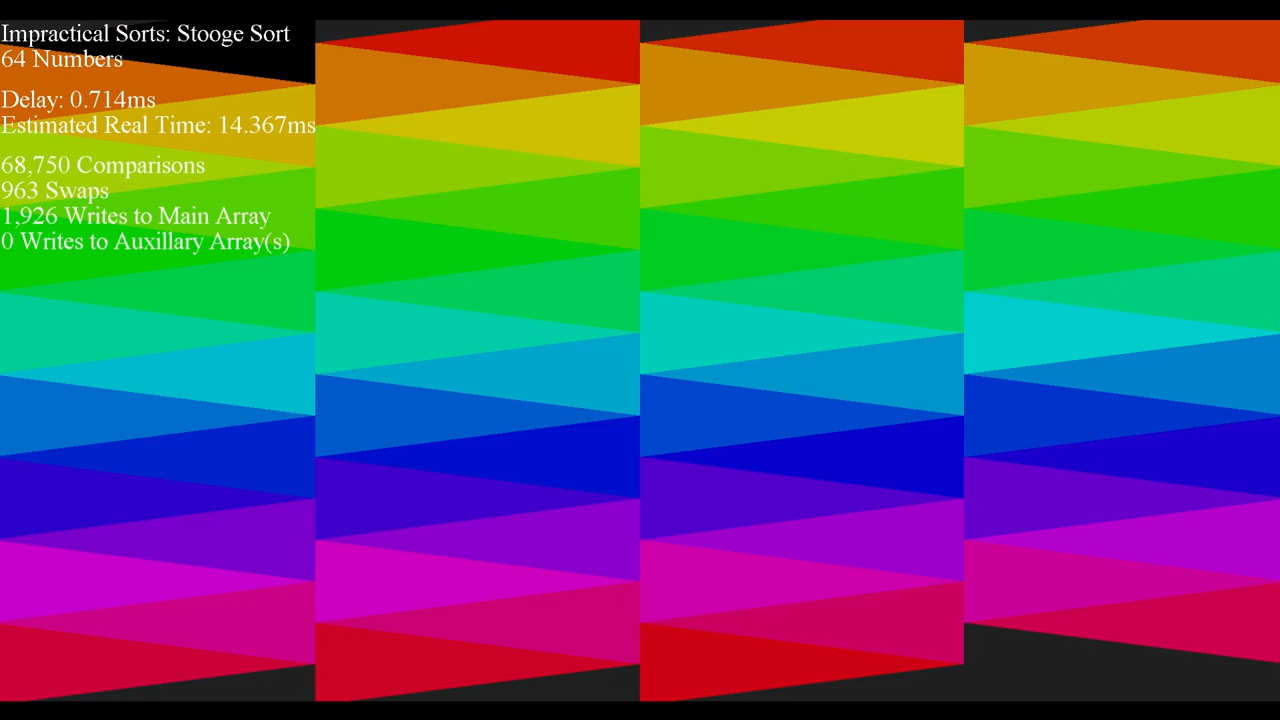 Impractical Sorts: Stooge Sort
64 Numbers
Delay: 0.714ms
Estimated Real Time: 14.367ms
68,750 Comparisons
963 Swaps
1,926 Writes to Main Array
0 Writes to Auxillary Array(s)